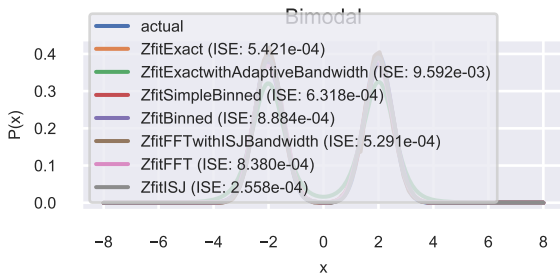 Bimodal
actual
ZfitExact (ISE: 5.421e-04)
ZfitExactwithAdaptiveBandwidth (ISE: 9.592e-03)
ZfitSimpleBinned (ISE: 6.318e-04)
ZfitBinned (ISE: 8.884e-04)
ZfitFFTwithISJBandwidth (ISE: 5.291e-04)
ZfitFFT (ISE: 8.380e-04)
ZfitISJ (ISE: 2.558e-04)
P(x)
0.4
0.3
0.2
0.1
0.0
−8 −6 −4 −2 0 2 4 6 8
x